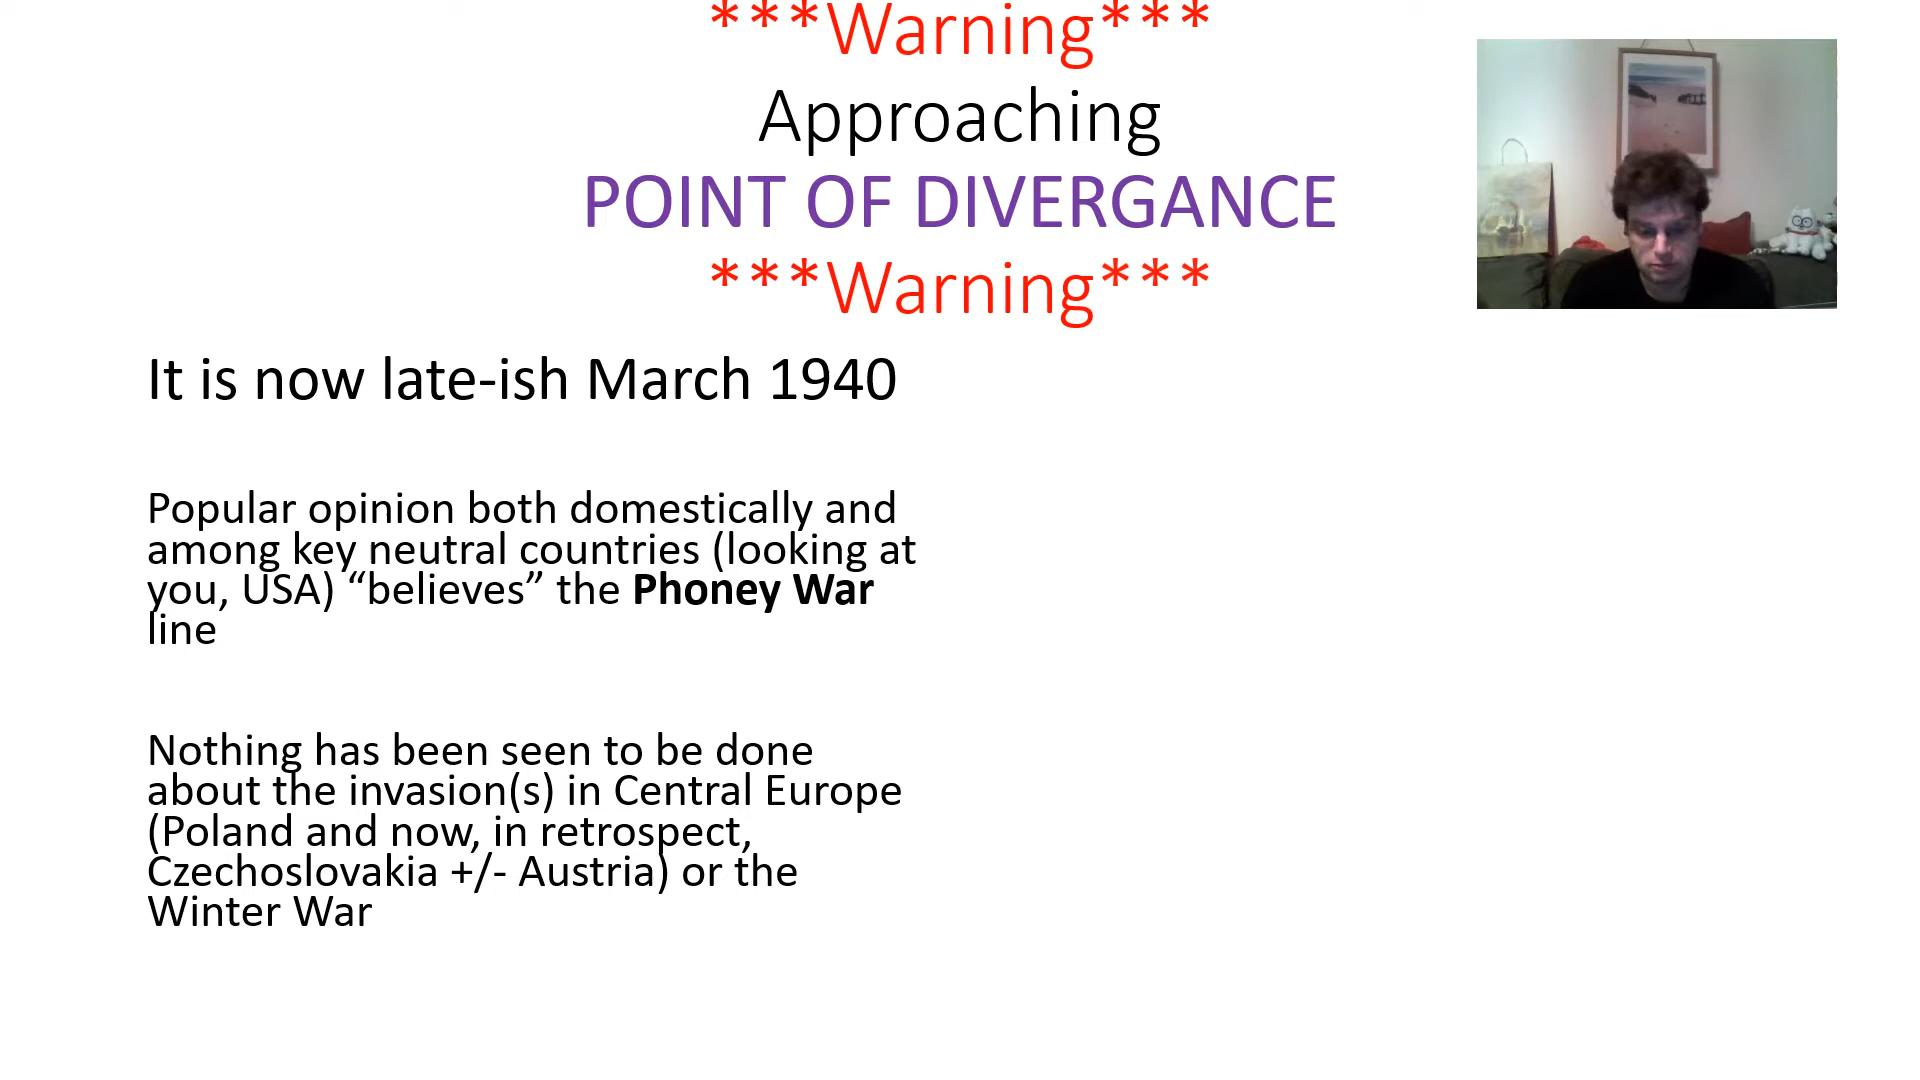 ***Warning***
Approaching
POINT OF DIVERGANCE
***Warning***
It is now late-ish March 1940
Popular opinion both domestically and
among key neutral countries (looking at
you, USA) “believes” the Phoney War
line
Nothing has been seen to be done
about the invasion(s) in Central Europe
(Poland and now, in retrospect,
Czechoslovakia +/- Austria) or the
Winter War